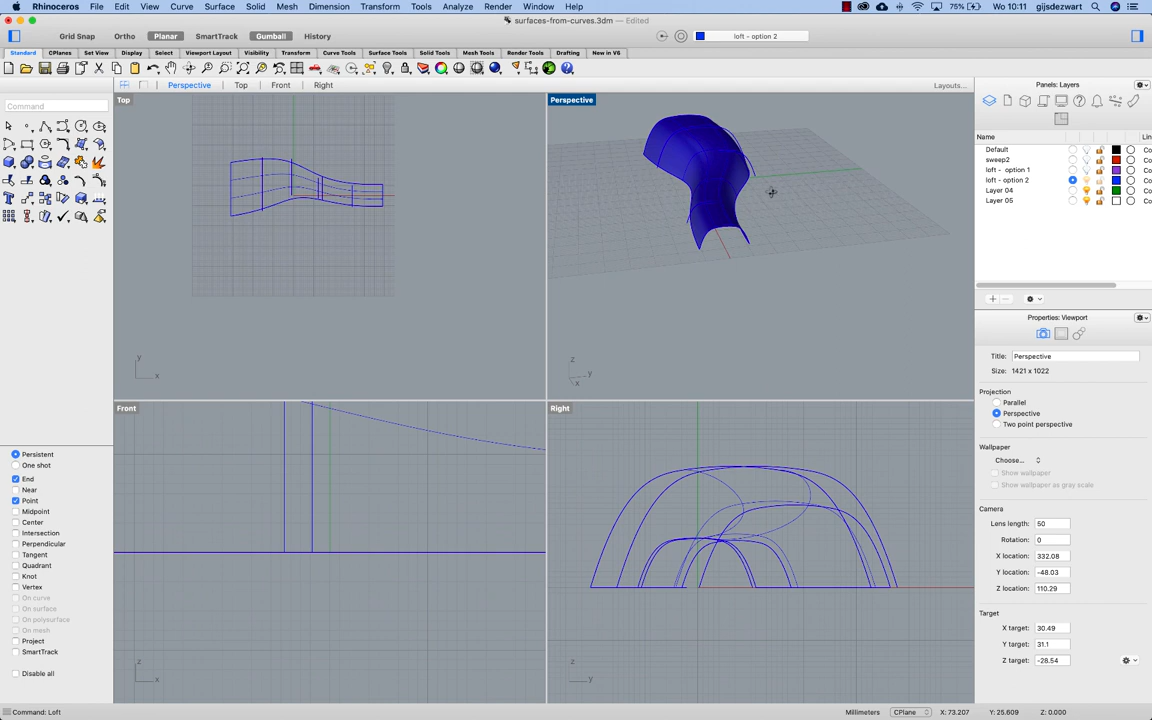 Rhinoceros File Edit View Curve Surface Solid Mesh Dimension Transform Tools Analyze Render Window Help 75% Wo 10:11 gijsdezwart
surfaces-from-curves.3dm — Edited
Grid Snap Ortho Planar SmartTrack Gumball History loft - option 2
Standard CPlanes Set View Display Select Viewport Layout Visibility Transform Curve Tools Surface Tools Solid Tools Mesh Tools Render Tools Drafting New in V6
Perspective Top Front Right Layouts... Panels: Layers
Command
Top
Perspective
Name Lin
Default Co
sweep2 Co
loft - option 1 Co
loft - option 2 Co
Layer 04 Co
Layer 05 Co
y
x
z
y
x
Properties: Viewport
Title: Perspective
Size: 1421 x 1022
Projection
Parallel
Perspective
Two point perspective
Wallpaper
Choose...
Show wallpaper
Show wallpaper as gray scale
Camera
Lens length: 50
Rotation: 0
X location: 332.08
Y location: -48.03
Z location: 110.29
Target
X target: 30.49
Y target: 31.1
Z target: -28.54
Front
Right
z
x
z
y
Persistent
One shot
End
Near
Point
Midpoint
Center
Intersection
Perpendicular
Tangent
Quadrant
Knot
Vertex
On curve
On surface
On polysurface
On mesh
Project
SmartTrack
Disable all
Command: Loft Millimeters CPlane X: 73.207 Y: 25.609 Z: 0.000